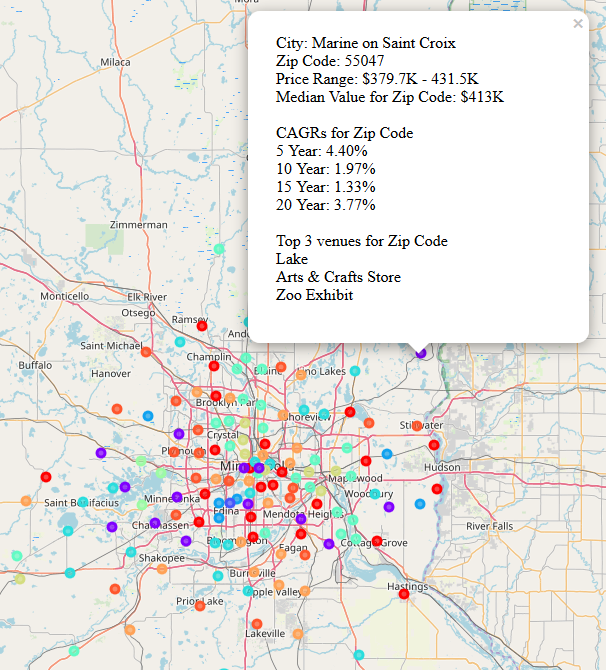 Mora
City: Marine on Saint Croix
Zip Code: 55047
Price Range: $379.7K - 431.5K
Median Value for Zip Code: $413K
CAGRs for Zip Code
5 Year: 4.40%
10 Year: 1.97%
15 Year: 1.33%
20 Year: 3.77%
Top 3 venues for Zip Code
Lake
Arts & Crafts Store
Zoo Exhibit
×
Milaca
Zimmerman
Monticello
Elk River
Otsego
Ramsey
Saint Michael
Champlin
Buffalo
Hanover
Blaine
Lino Lakes
Brooklyn Park
Shoreview
Crystal
Stillwater
Plymouth
Minneapolis
Hudson
Maplewood
Woodbury
Saint Bonifacius
Minnetonka
Edina
Mendota Heights
Chanhassen
River Falls
Bloomington
Cottage Grove
Eagan
Shakopee
Burnsville
Apple Valley
Hastings
Prior Lake
Lakeville